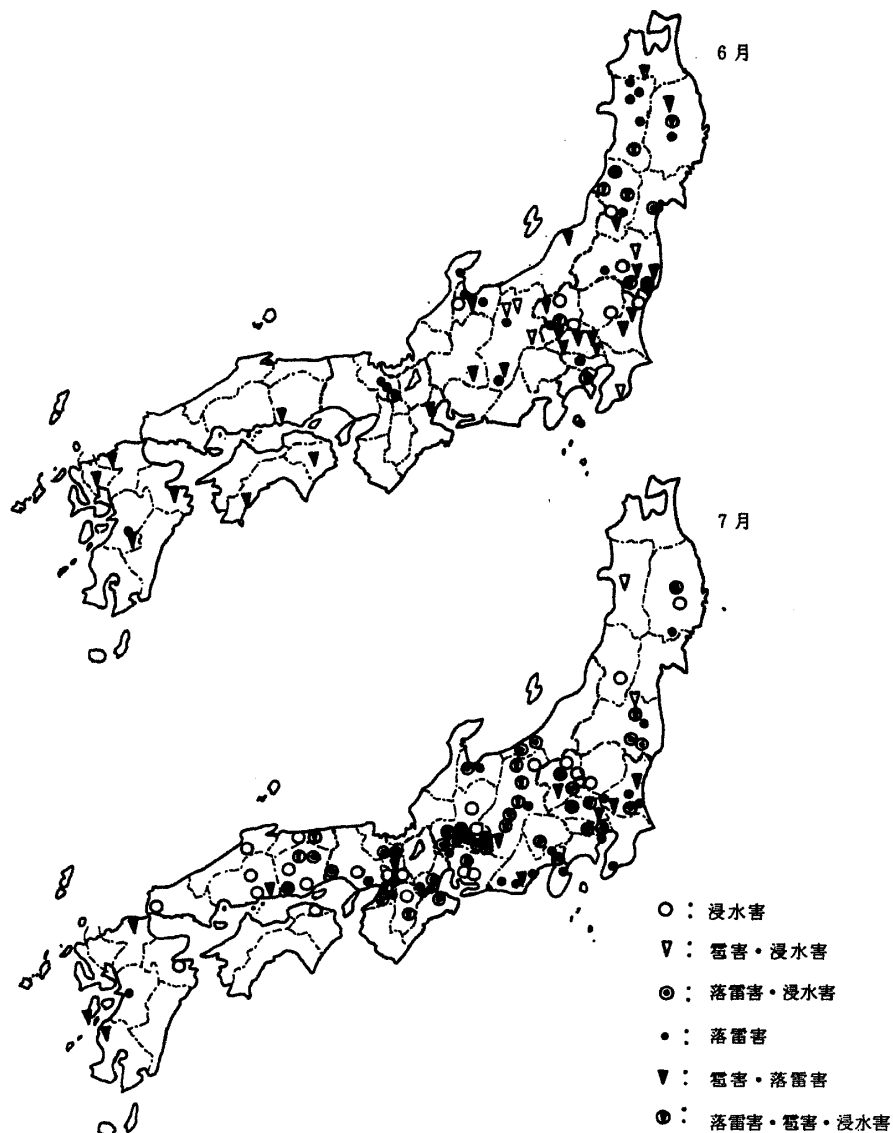 6月
7月
○ : 浸水害
▽ : 雹害・浸水害
◎ : 落雷害・浸水害
• : 落雷害
▼ : 雹害・落雷害
: 落雷害・雹害・浸水害